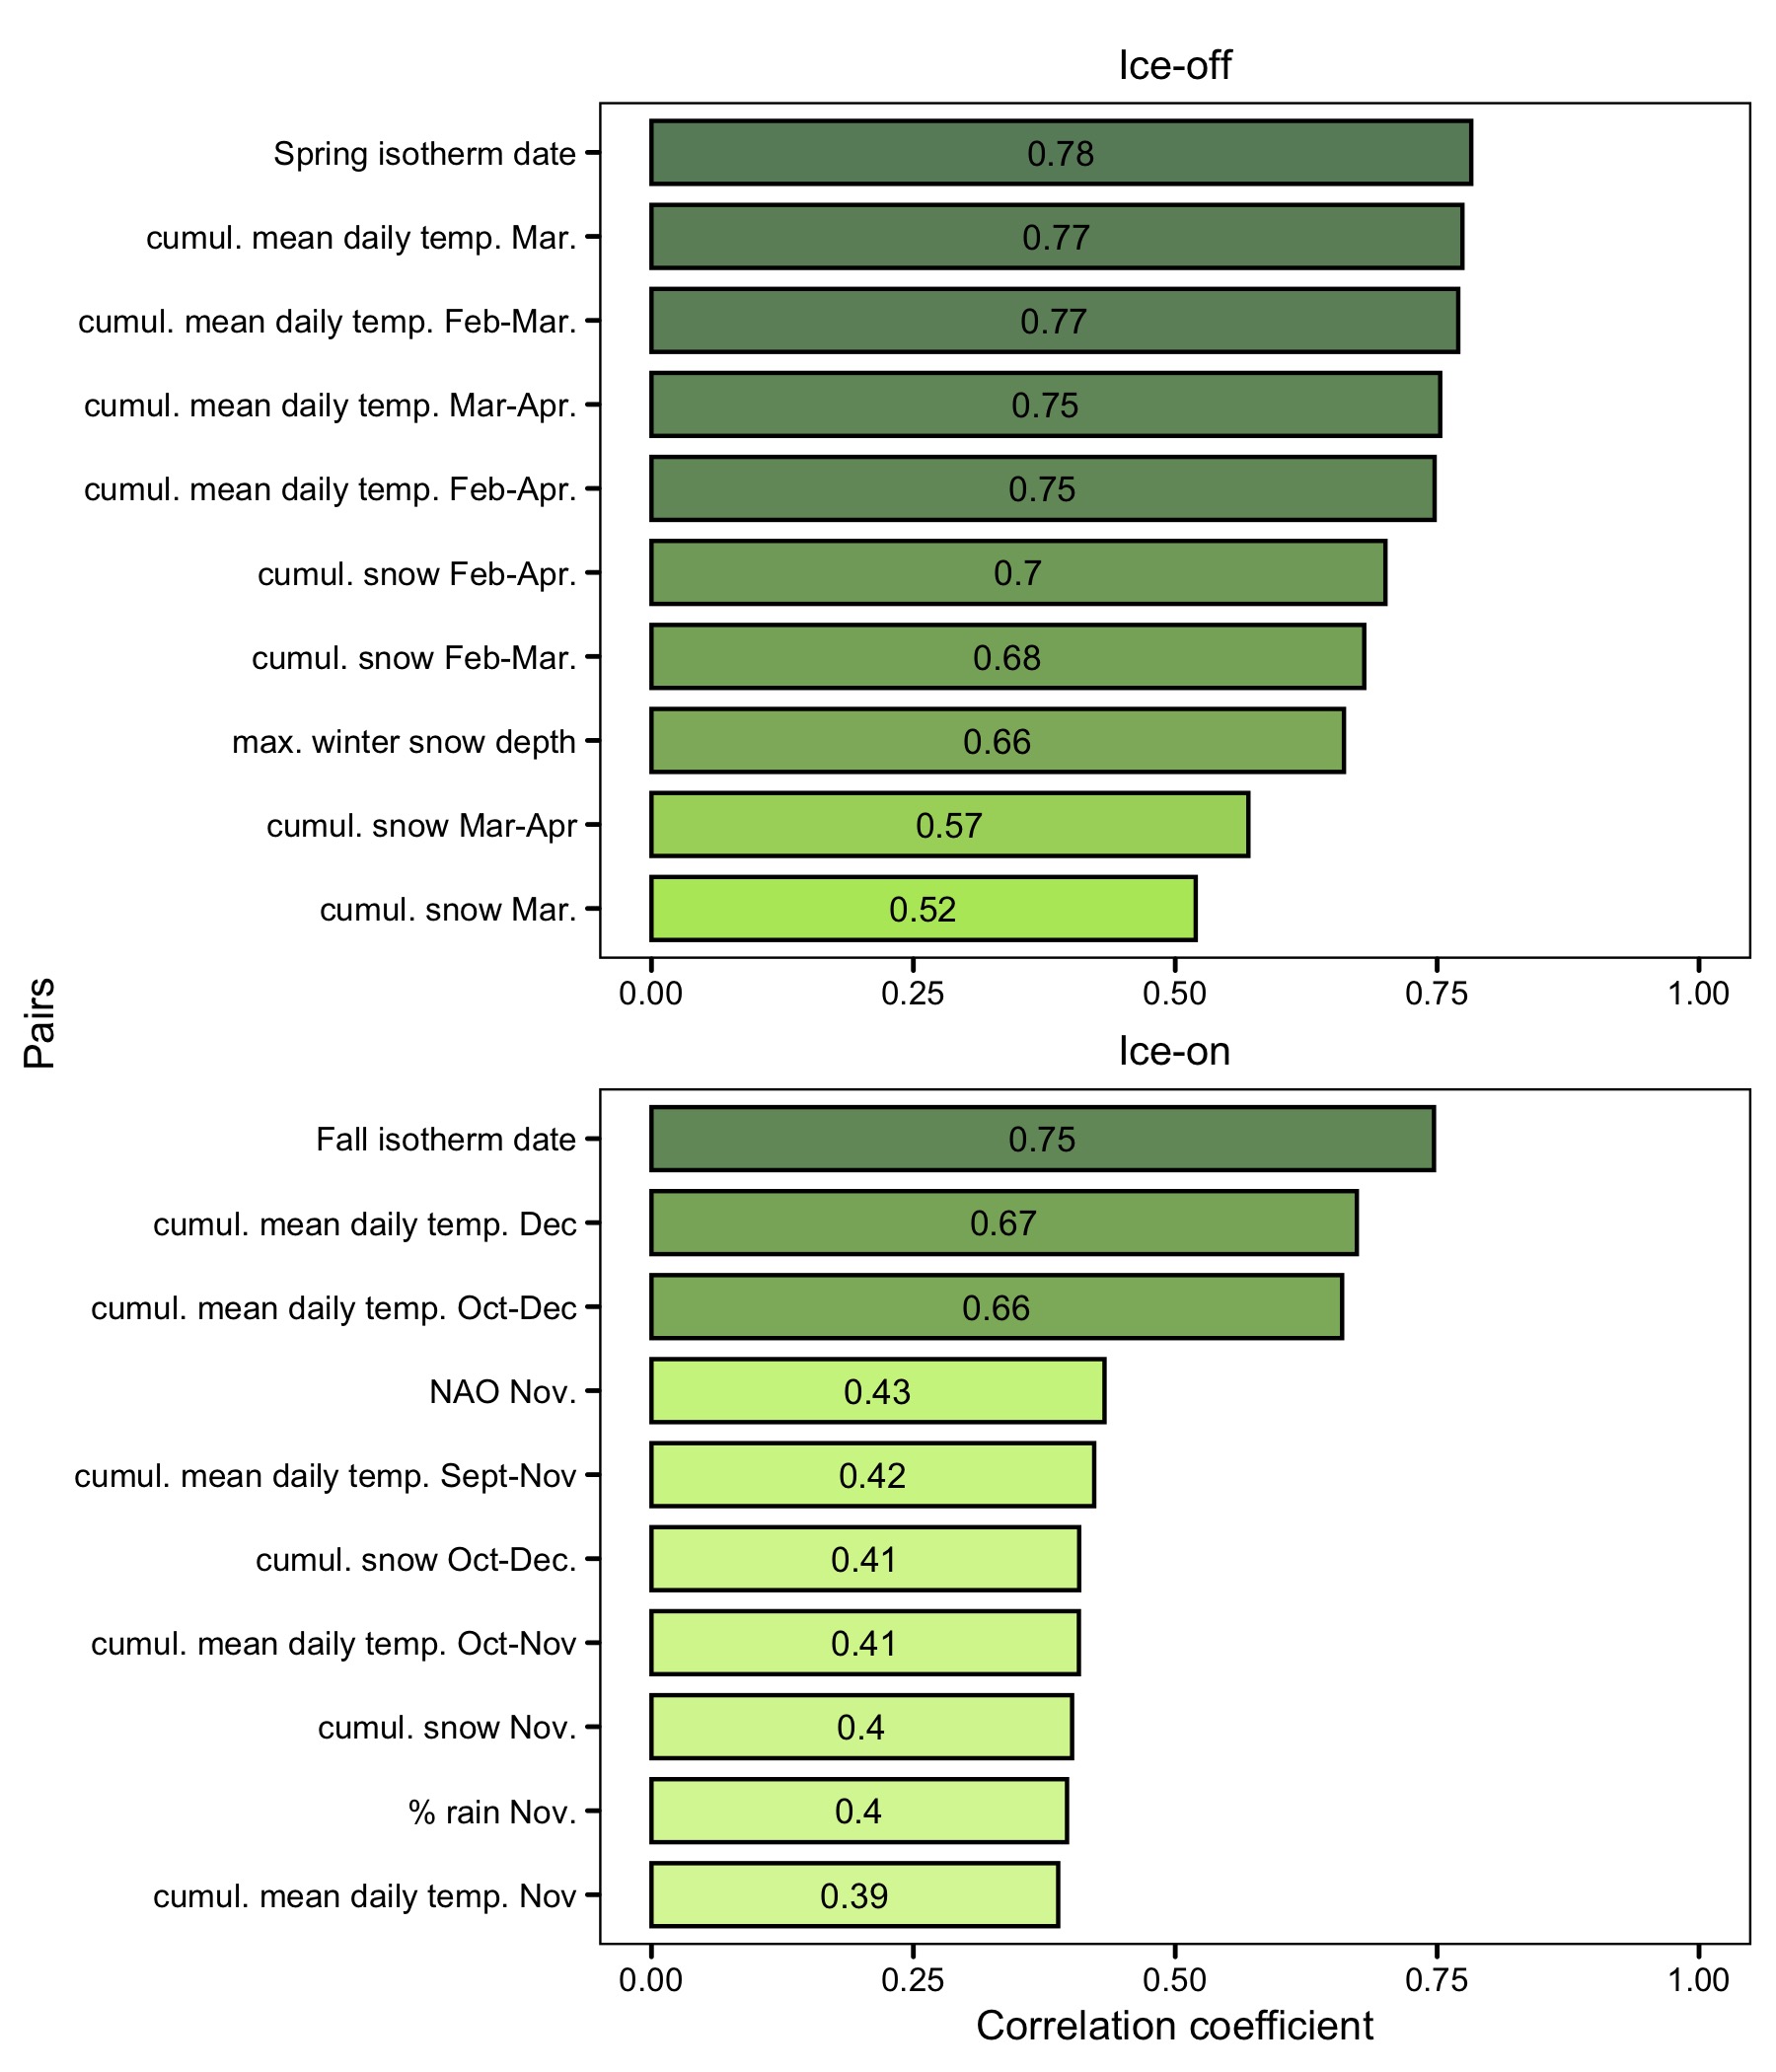 Ice-off
Spring isotherm date 0.78
cumul. mean daily temp. Mar. 0.77
cumul. mean daily temp. Feb-Mar. 0.77
cumul. mean daily temp. Mar-Apr. 0.75
cumul. mean daily temp. Feb-Apr. 0.75
cumul. snow Feb-Apr. 0.7
cumul. snow Feb-Mar. 0.68
max. winter snow depth 0.66
cumul. snow Mar-Apr 0.57
cumul. snow Mar. 0.52
0.00 0.25 0.50 0.75 1.00
Pairs
Ice-on
Fall isotherm date 0.75
cumul. mean daily temp. Dec 0.67
cumul. mean daily temp. Oct-Dec 0.66
NAO Nov. 0.43
cumul. mean daily temp. Sept-Nov 0.42
cumul. snow Oct-Dec. 0.41
cumul. mean daily temp. Oct-Nov 0.41
cumul. snow Nov. 0.4
% rain Nov. 0.4
cumul. mean daily temp. Nov 0.39
0.00 0.25 0.50 0.75 1.00
Correlation coefficient